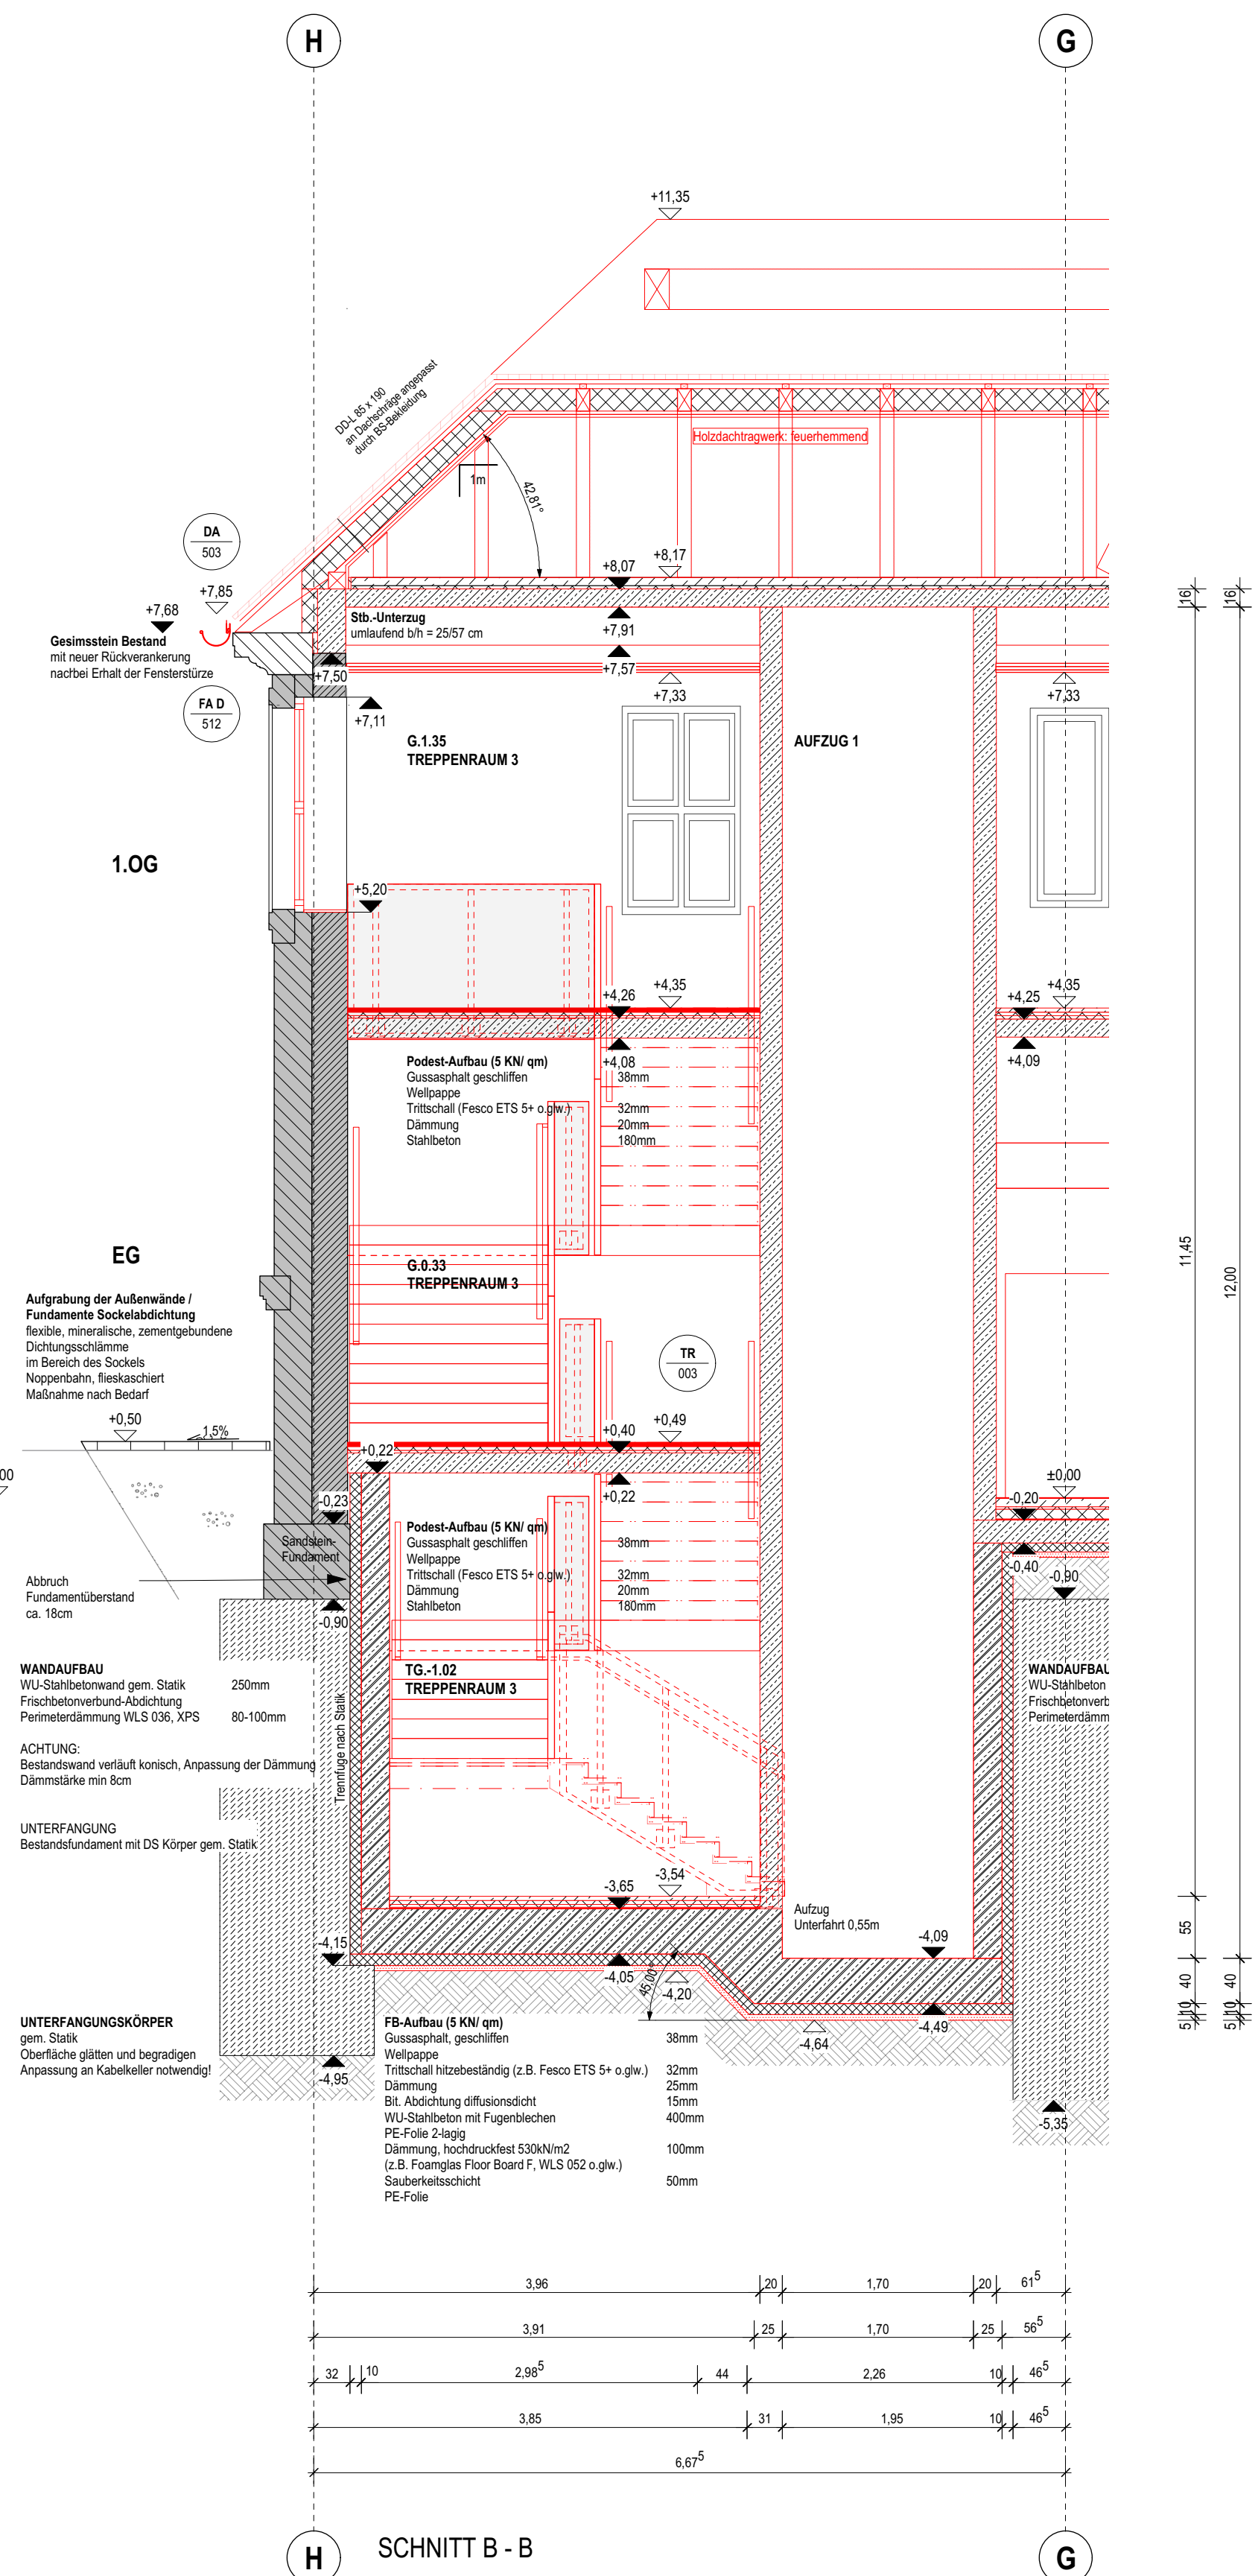 H
G
+11,35
DD-L 85 x 190
an Dachschräge angepasst
durch BS-Bekleidung
Holzdachtragwerk: feuerhemmend
1m
42,81°
DA
503
+8,07
+8,17
16
16
+7,85
+7,68
Gesimsstein Bestand
mit neuer Rückverankerung
nachbei Erhalt der Fensterstürze
Stb.-Unterzug
umlaufend b/h = 25/57 cm
+7,91
+7,57
+7,50
+7,33
+7,33
FA D
512
+7,11
G.1.35
TREPPENRAUM 3
AUFZUG 1
1.OG
+5,20
+4,26
+4,35
+4,25
+4,35
+4,08
+4,09
Podest-Aufbau (5 KN/ qm)
Gussasphalt geschliffen 38mm
Wellpappe
Trittschall (Fesco ETS 5+ o.glw.) 32mm
Dämmung 20mm
Stahlbeton 180mm
EG
G.0.33
TREPPENRAUM 3
11,45
12,00
Aufgrabung der Außenwände /
Fundamente Sockelabdichtung
flexible, mineralische, zementgebundene
Dichtungsschlämme
im Bereich des Sockels
Noppenbahn, flieskaschiert
Maßnahme nach Bedarf
TR
003
+0,50
1,5%
+0,40
+0,49
+0,22
+0,22
00
±0,00
-0,23
-0,20
Sandstein-
Fundament
Podest-Aufbau (5 KN/ qm)
Gussasphalt geschliffen 38mm
Wellpappe
Trittschall (Fesco ETS 5+ o.glw.) 32mm
Dämmung 20mm
Stahlbeton 180mm
-0,40
-0,90
Abbruch
Fundamentüberstand
ca. 18cm
-0,90
WANDAUFBAU
WU-Stahlbetonwand gem. Statik 250mm
Frischbetonverbund-Abdichtung
Perimeterdämmung WLS 036, XPS 80-100mm
TG.-1.02
TREPPENRAUM 3
WANDAUFBAU
WU-Stahlbeton
Frischbetonverb
Perimeterdämm
Trennfuge nach Statik
ACHTUNG:
Bestandswand verläuft konisch, Anpassung der Dämmung
Dämmstärke min 8cm
UNTERFANGUNG
Bestandsfundament mit DS Körper gem. Statik
-3,65
-3,54
Aufzug
Unterfahrt 0,55m
-4,15
-4,09
-4,05
-4,20
45,00°
55
40
40
10
10
5
5
UNTERFANGUNGSKÖRPER
gem. Statik
Oberfläche glätten und begradigen
Anpassung an Kabelkeller notwendig!
-4,49
-4,64
-4,95
-5,35
FB-Aufbau (5 KN/ qm)
Gussasphalt, geschliffen 38mm
Wellpappe
Trittschall hitzebeständig (z.B. Fesco ETS 5+ o.glw.) 32mm
Dämmung 25mm
Bit. Abdichtung diffusionsdicht 15mm
WU-Stahlbeton mit Fugenblechen 400mm
PE-Folie 2-lagig
Dämmung, hochdruckfest 530kN/m2 100mm
(z.B. Foamglas Floor Board F, WLS 052 o.glw.)
Sauberkeitsschicht 50mm
PE-Folie
3,96 20 1,70 20 61⁵
3,91 25 1,70 25 56⁵
32 10 2,98⁵ 44 2,26 10 46⁵
3,85 31 1,95 10 46⁵
6,67⁵
H
SCHNITT B - B
G